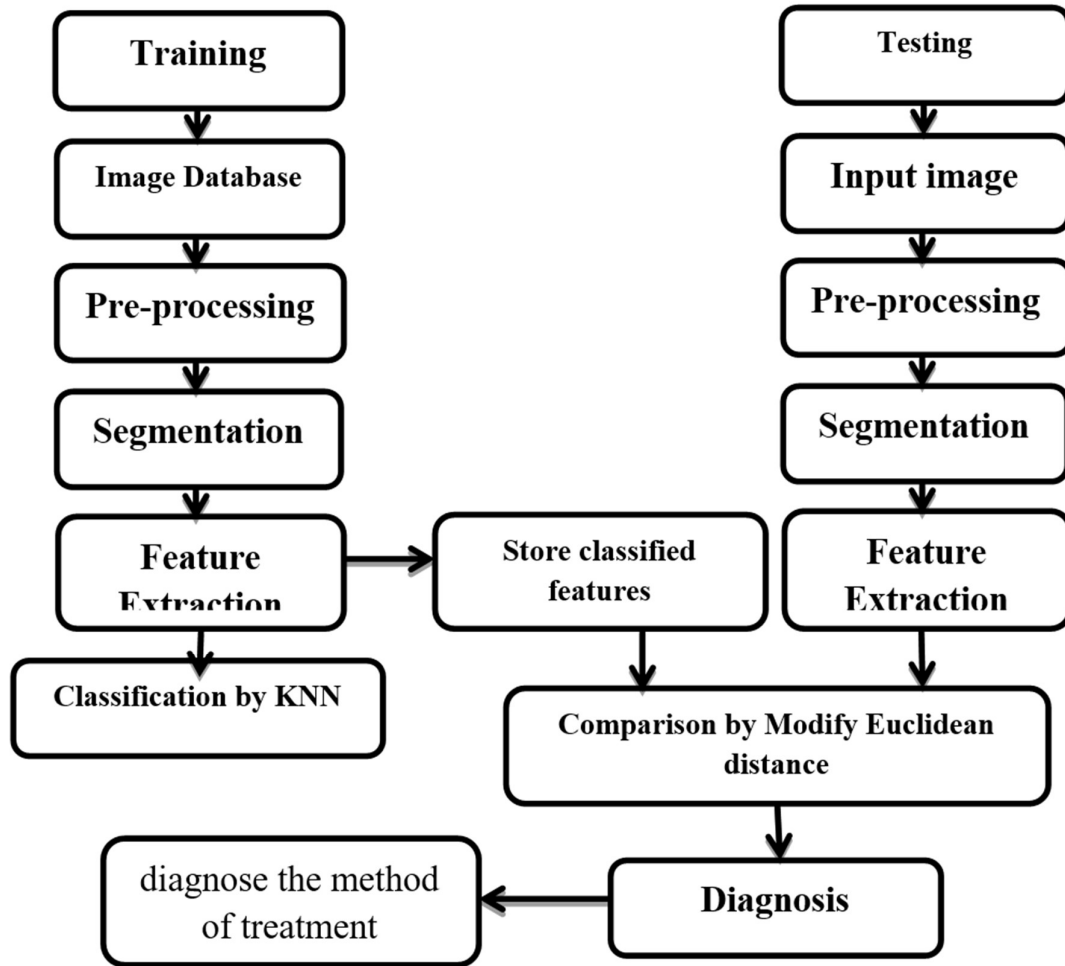 Training
Image Database
Pre-processing
Segmentation
Feature
Extraction
Classification by KNN
Store classified
features
Testing
Input image
Pre-processing
Segmentation
Feature
Extraction
Comparison by Modify Euclidean
distance
Diagnosis
diagnose the method
of treatment